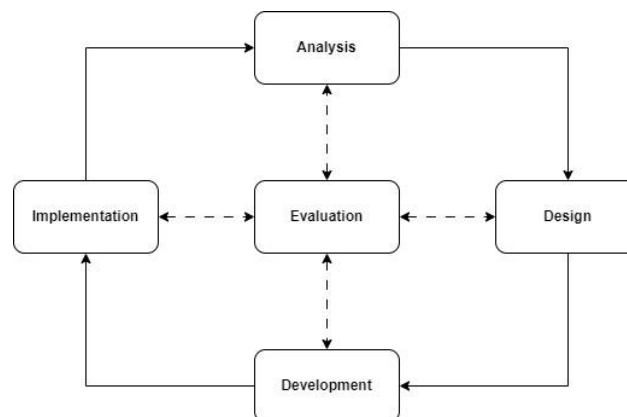 Analysis
Implementation
Evaluation
Design
Development